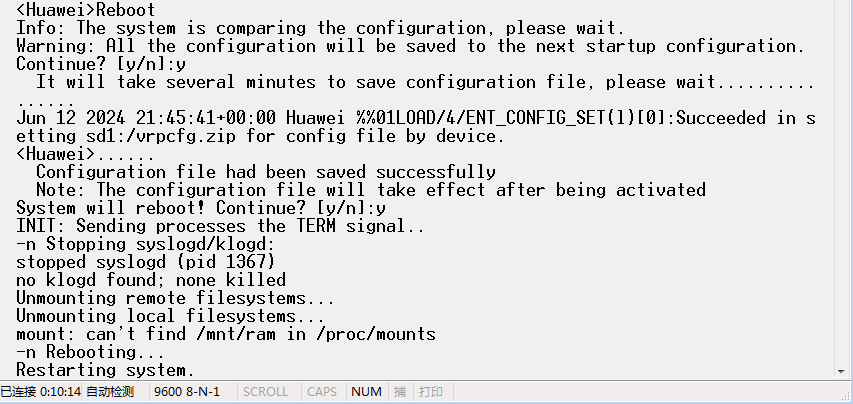 <Huawei>Reboot
Info: The system is comparing the configuration, please wait.
Warning: All the configuration will be saved to the next startup configuration.
Continue? [y/n]:y
  It will take several minutes to save configuration file, please wait..........
......
Jun 12 2024 21:45:41+00:00 Huawei %%01LOAD/4/ENT_CONFIG_SET(l)[0]:Succeeded in s
etting sd1:/vrpcfg.zip for config file by device.
<Huawei>......
  Configuration file had been saved successfully
  Note: The configuration file will take effect after being activated
System will reboot! Continue? [y/n]:y
INIT: Sending processes the TERM signal..
-n Stopping syslogd/klogd:
stopped syslogd (pid 1367)
no klogd found; none killed
Unmounting remote filesystems...
Unmounting local filesystems...
mount: can't find /mnt/ram in /proc/mounts
-n Rebooting...
Restarting system.
已连接 0:10:14 自动检测 9600 8-N-1 SCROLL CAPS NUM 捕 打印